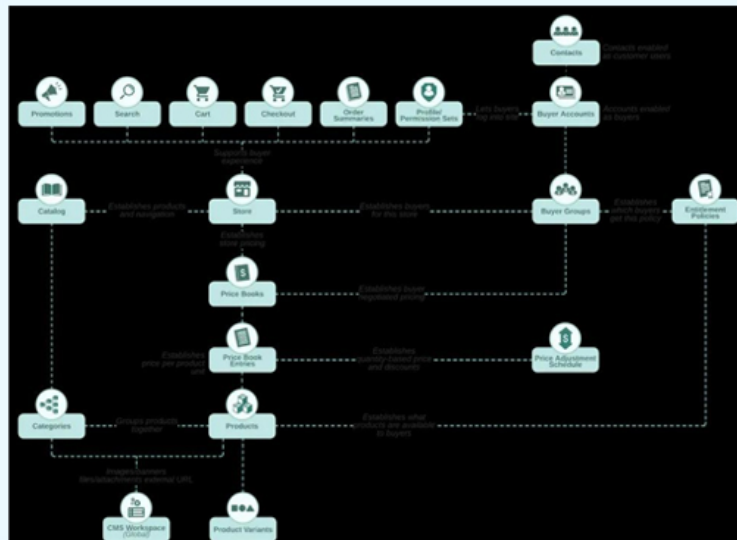 Contacts
Contacts enabled
as customer users
Promotions
Search
Cart
Checkout
Order
Summaries
Profile/
Permission Sets
Lets buyers
log into site
Buyer Accounts
Accounts enabled
as buyers
Supports buyer
experience
Catalog
Establishes products
and navigation
Store
Establishes buyers
for this store
Buyer Groups
Establishes
which buyers
get this policy
Entitlement
Policies
Establishes
store pricing
Price Books
Establishes buyer
negotiated pricing
Establishes
price per product
unit
Price Book
Entries
Establishes
quantity-based price
and discounts
Price Adjustment
Schedule
Categories
Groups products
together
Products
Establishes what
products are available
to buyers
Images/banners
files/attachments external URL
CMS Workspace
(Global)
Product Variants